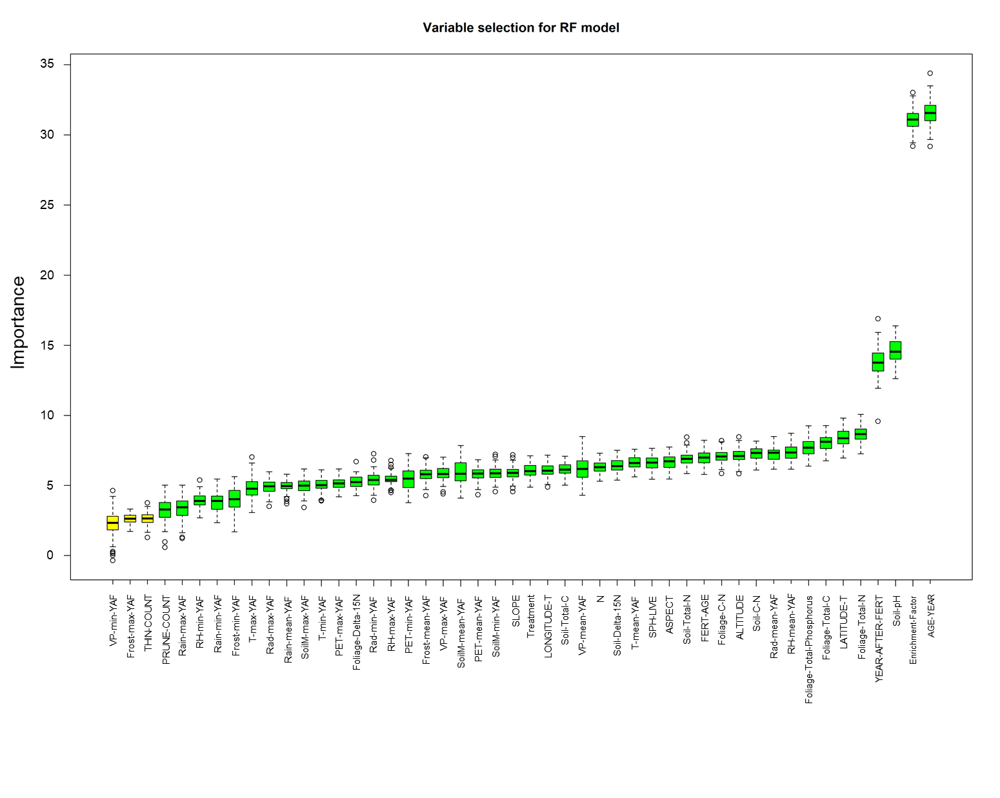 Variable selection for RF model
Importance
35
30
25
20
15
10
5
0
VP-min-YAF
Frost-max-YAF
THIN-COUNT
PRUNE-COUNT
Rain-max-YAF
RH-min-YAF
Rain-min-YAF
Frost-min-YAF
T-max-YAF
Rad-max-YAF
Rain-mean-YAF
SoilM-max-YAF
T-min-YAF
PET-max-YAF
Foliage-Delta-15N
Rad-min-YAF
RH-max-YAF
PET-min-YAF
Frost-mean-YAF
VP-max-YAF
SoilM-mean-YAF
PET-mean-YAF
SoilM-min-YAF
SLOPE
Treatment
LONGITUDE-T
Soil-Total-C
VP-mean-YAF
N
Soil-Delta-15N
T-mean-YAF
SPH-LIVE
ASPECT
Soil-Total-N
FERT-AGE
Foliage-C-N
ALTITUDE
Soil-C-N
Rad-mean-YAF
RH-mean-YAF
Foliage-Total-Phosphorus
Foliage-Total-C
LATITUDE-T
Foliage-Total-N
YEAR-AFTER-FERT
Soil-pH
Enrichment-Factor
AGE-YEAR